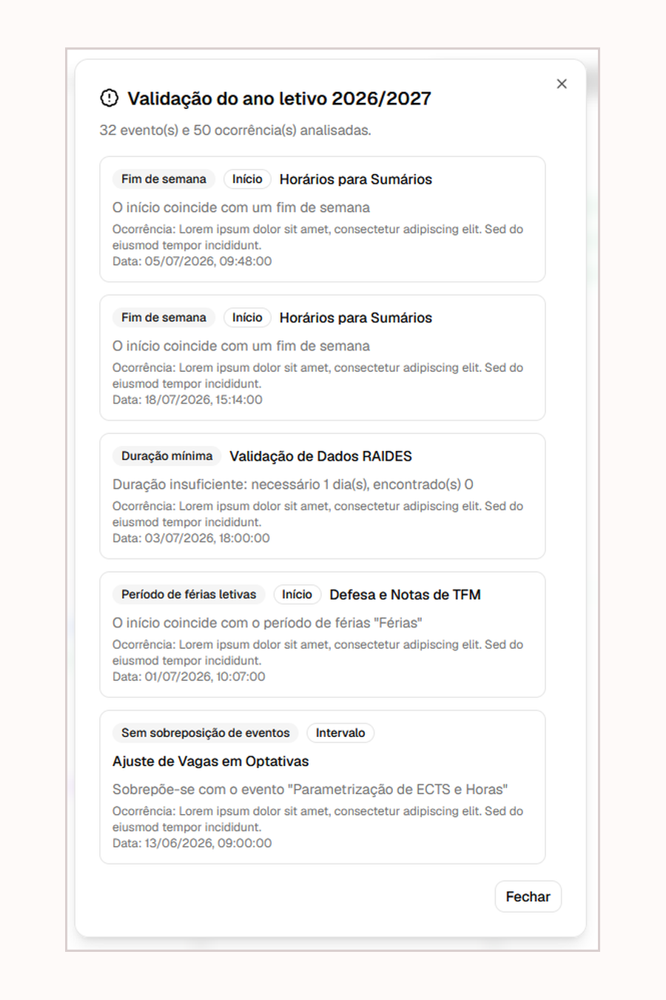 Validação do ano letivo 2026/2027
32 evento(s) e 50 ocorrência(s) analisadas.
Fim de semana Início Horários para Sumários
O início coincide com um fim de semana
Ocorrência: Lorem ipsum dolor sit amet, consectetur adipiscing elit. Sed do
eiusmod tempor incididunt.
Data: 05/07/2026, 09:48:00
Fim de semana Início Horários para Sumários
O início coincide com um fim de semana
Ocorrência: Lorem ipsum dolor sit amet, consectetur adipiscing elit. Sed do
eiusmod tempor incididunt.
Data: 18/07/2026, 15:14:00
Duração mínima Validação de Dados RAIDES
Duração insuficiente: necessário 1 dia(s), encontrado(s) 0
Ocorrência: Lorem ipsum dolor sit amet, consectetur adipiscing elit. Sed do
eiusmod tempor incididunt.
Data: 03/07/2026, 18:00:00
Período de férias letivas Início Defesa e Notas de TFM
O início coincide com o período de férias "Férias"
Ocorrência: Lorem ipsum dolor sit amet, consectetur adipiscing elit. Sed do
eiusmod tempor incididunt.
Data: 01/07/2026, 10:07:00
Sem sobreposição de eventos Intervalo
Ajuste de Vagas em Optativas
Sobrepõe-se com o evento "Parametrização de ECTS e Horas"
Ocorrência: Lorem ipsum dolor sit amet, consectetur adipiscing elit. Sed do
eiusmod tempor incididunt.
Data: 13/06/2026, 09:00:00
Fechar